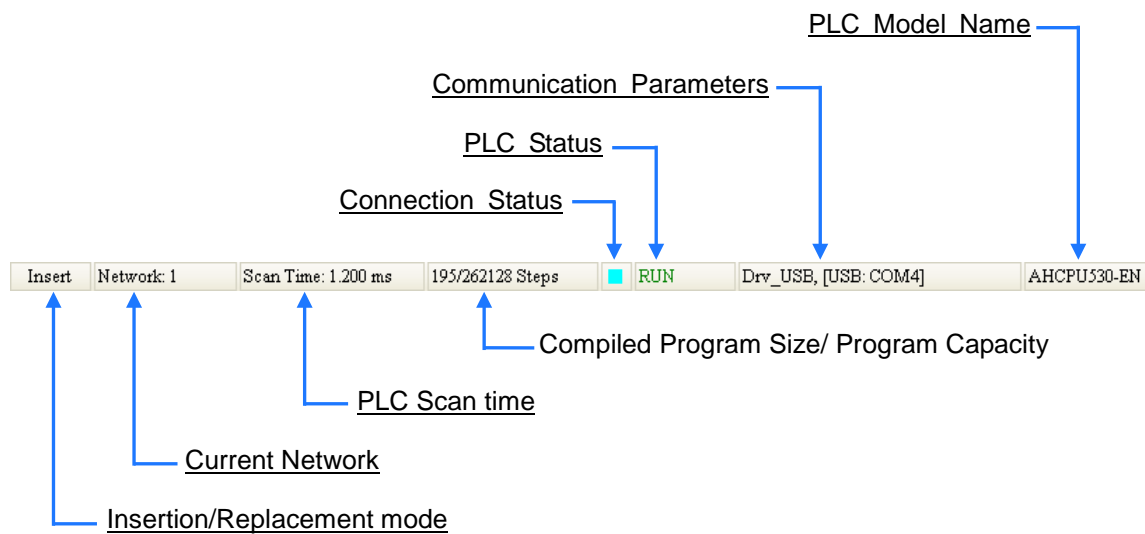 PLC Model Name
Communication Parameters
PLC Status
Connection Status
Insert Network: 1 Scan Time: 1.200 ms 195/262128 Steps RUN Drv_USB, [USB: COM4] AHCPU530-EN
Compiled Program Size/ Program Capacity
PLC Scan time
Current Network
Insertion/Replacement mode